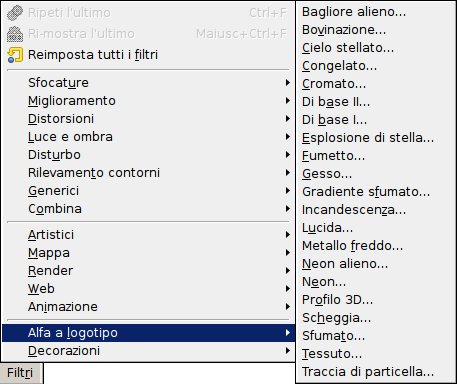 Ripeti l'ultimo Ctrl+F
Ri-mostra l'ultimo Maiusc+Ctrl+F
Reimposta tutti i filtri
Sfocature
Miglioramento
Distorsioni
Luce e ombra
Disturbo
Rilevamento contorni
Generici
Combina
Artistici
Mappa
Render
Web
Animazione
Alfa a logotipo
Decorazioni
Filtri
Bagliore alieno...
Bovinazione...
Cielo stellato...
Congelato...
Cromato...
Di base II...
Di base I...
Esplosione di stella...
Fumetto...
Gesso...
Gradiente sfumato...
Incandescenza...
Lucida...
Metallo freddo...
Neon alieno...
Neon...
Profilo 3D...
Scheggia...
Sfumato...
Tessuto...
Traccia di particella...